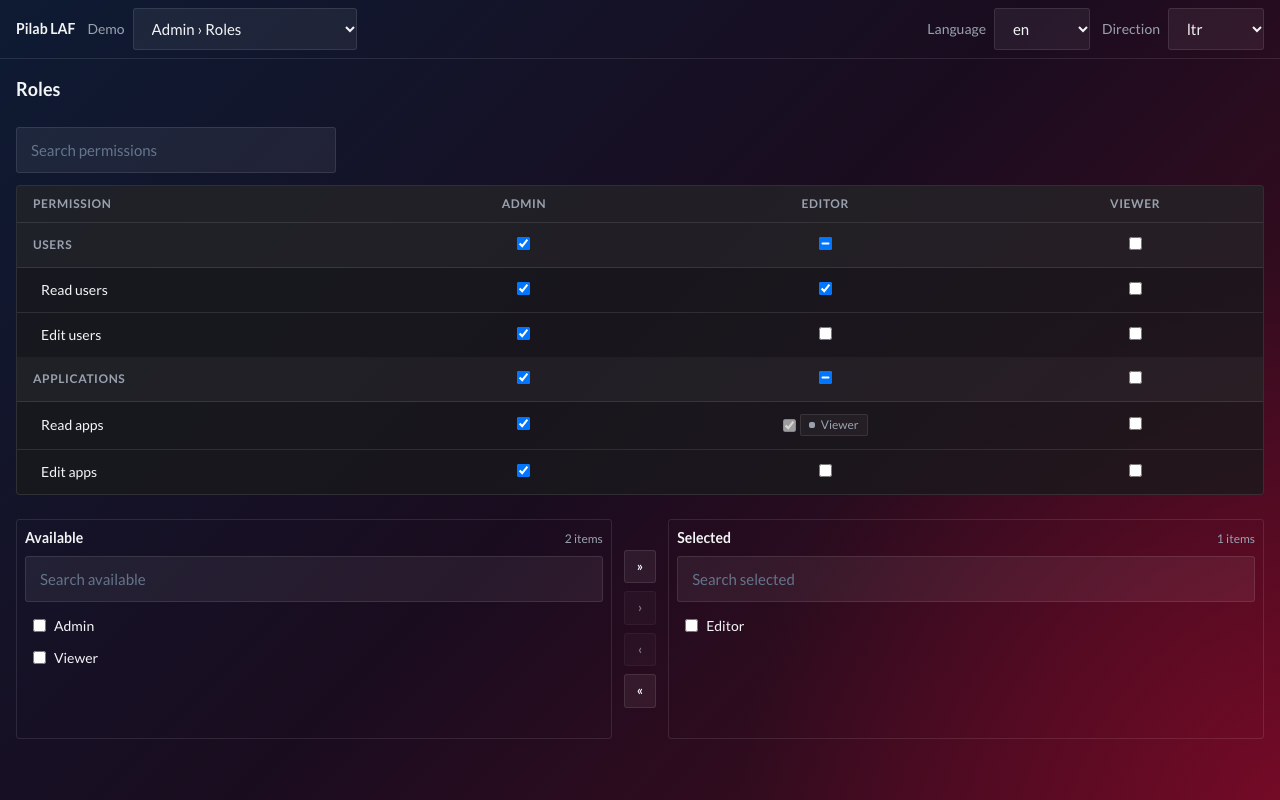 Pilab LAF Demo Admin › Roles Language en Direction ltr
Roles
Search permissions
PERMISSION ADMIN EDITOR VIEWER
USERS
Read users
Edit users
APPLICATIONS
Read apps Viewer
Edit apps
Available 2 items
Search available
Admin
Viewer
»
›
‹
«
Selected 1 items
Search selected
Editor